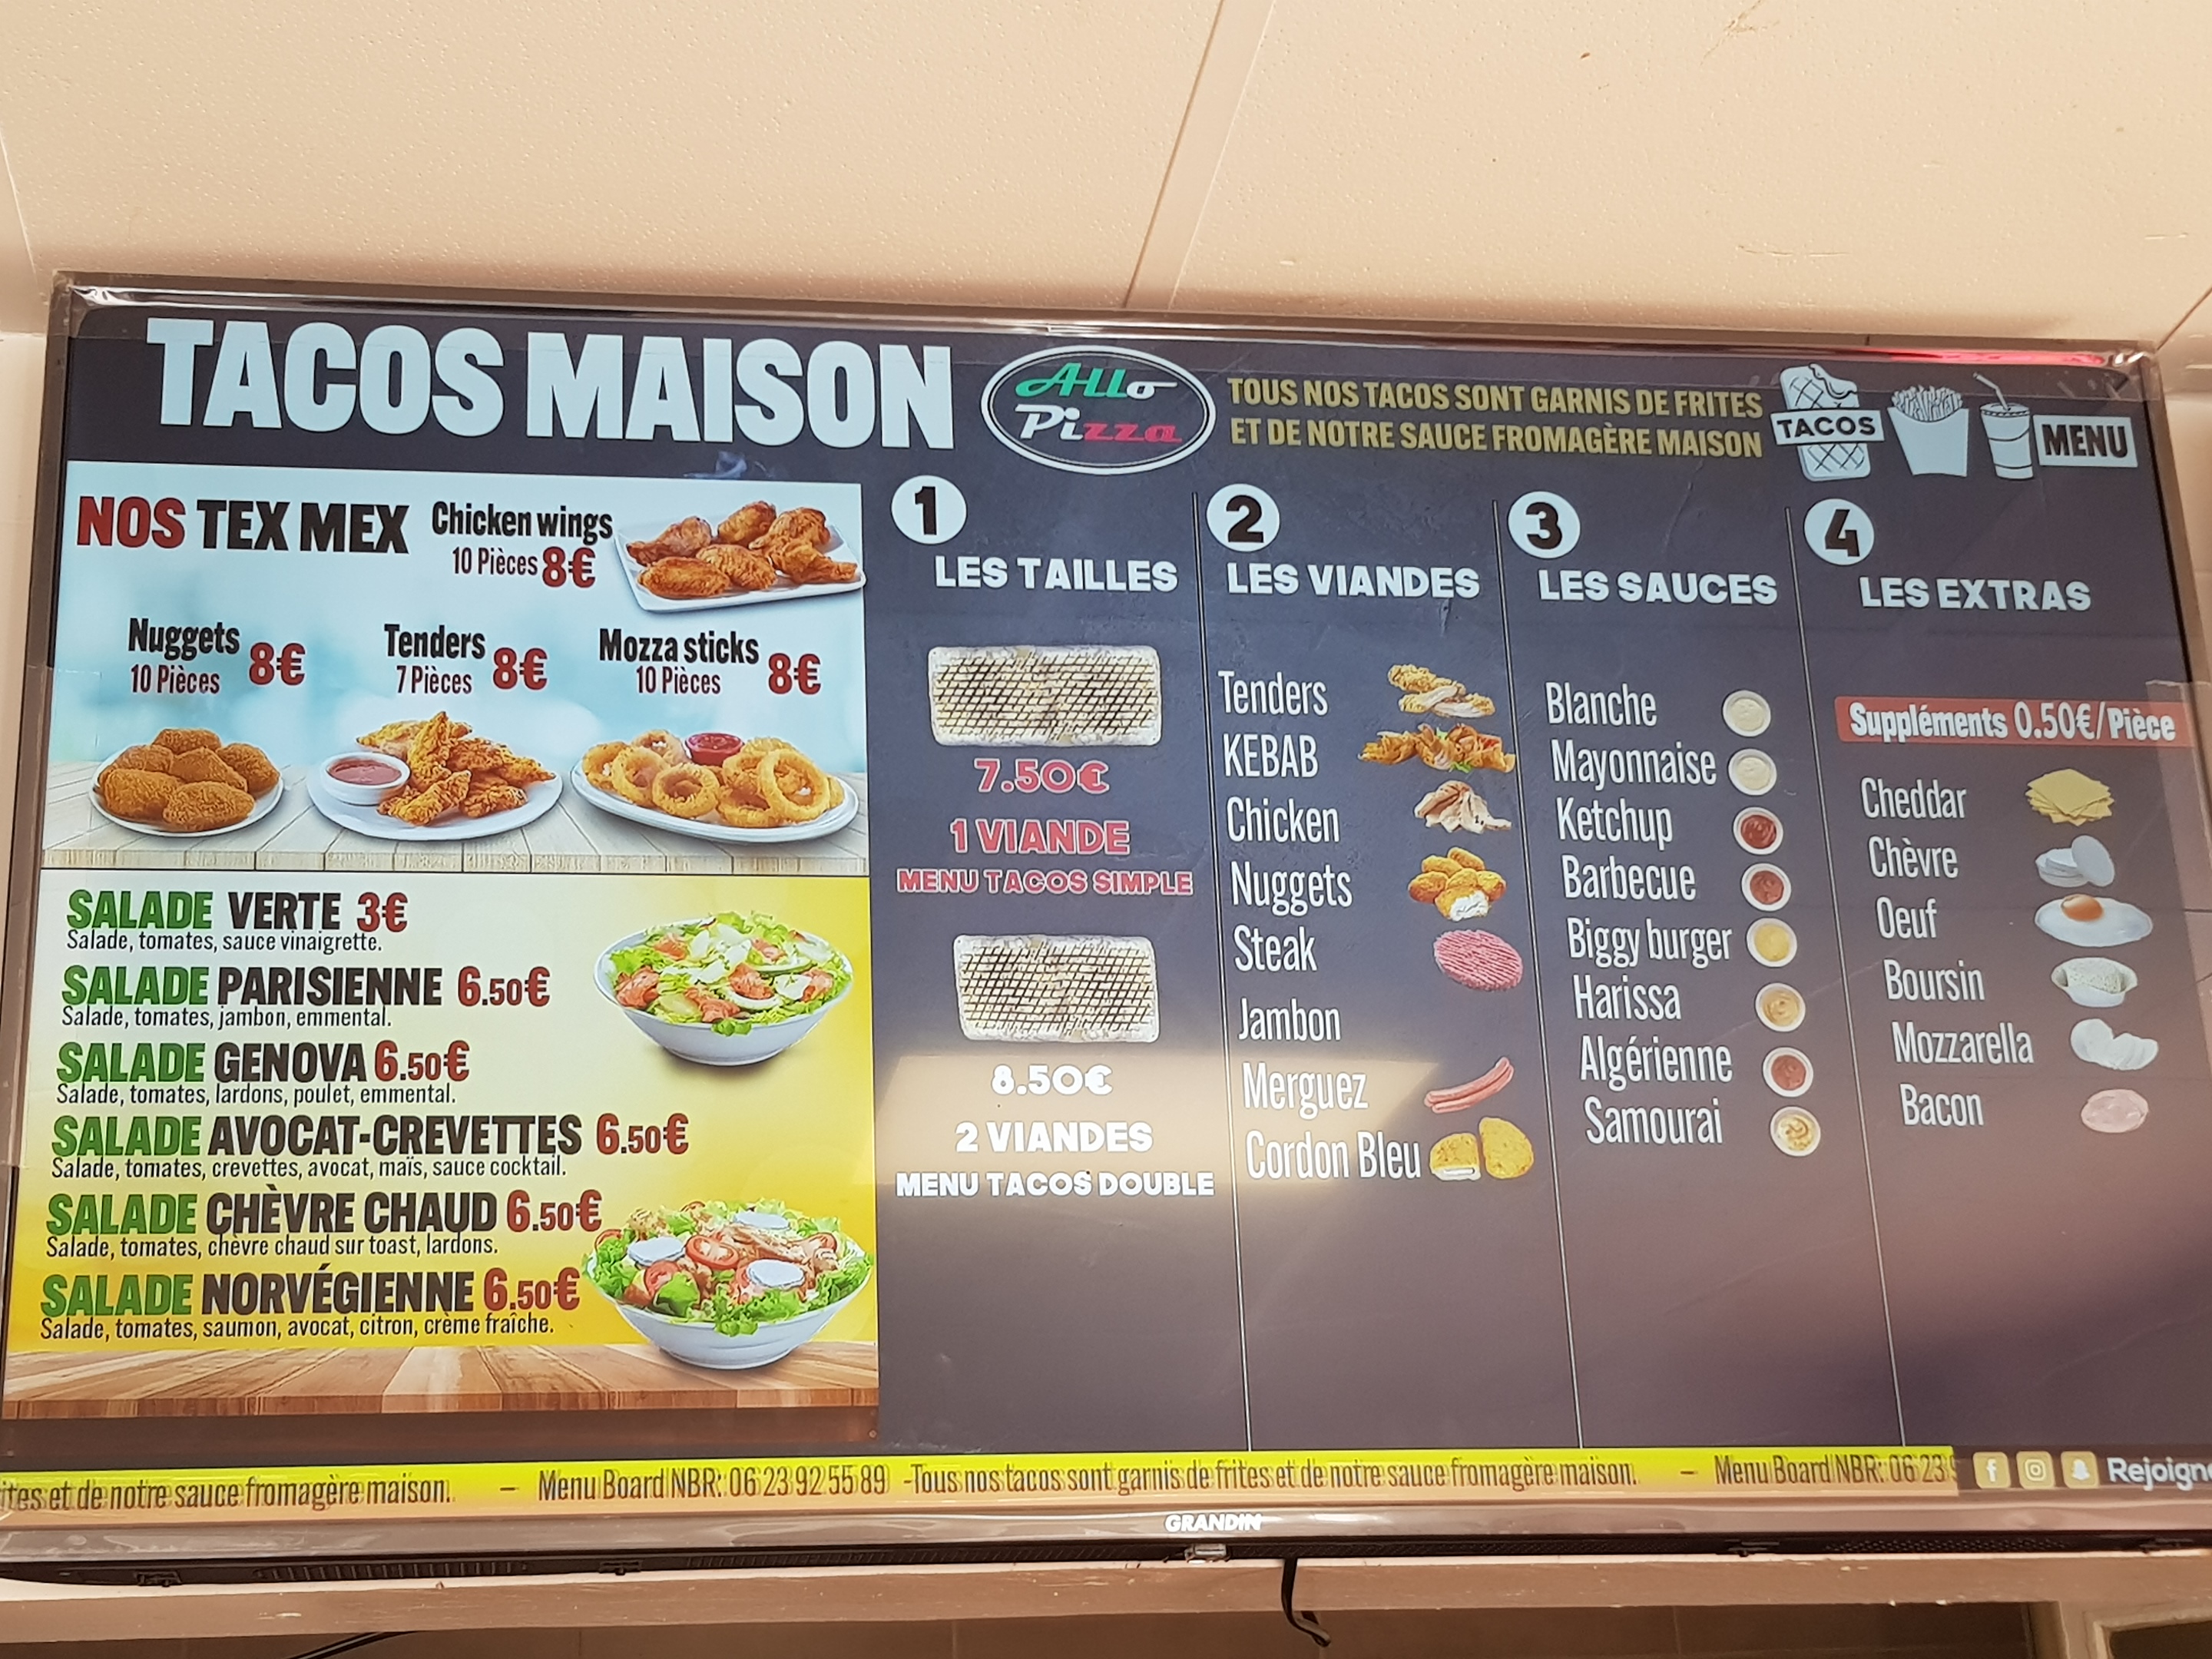 TACOS MAISON
Allo
Pizza
TOUS NOS TACOS SONT GARNIS DE FRITES
ET DE NOTRE SAUCE FROMAGÈRE MAISON
TACOS
MENU
NOS TEX MEX
Chicken wings
10 Pièces 8€
Nuggets
10 Pièces
8€
Tenders
7 Pièces
8€
Mozza sticks
10 Pièces
8€
SALADE VERTE 3€
Salade, tomates, sauce vinaigrette.
SALADE PARISIENNE 6.50€
Salade, tomates, jambon, emmental.
SALADE GENOVA 6.50€
Salade, tomates, lardons, poulet, emmental.
SALADE AVOCAT-CREVETTES 6.50€
Salade, tomates, crevettes, avocat, maïs, sauce cocktail.
SALADE CHÈVRE CHAUD 6.50€
Salade, tomates, chèvre chaud sur toast, lardons.
SALADE NORVÉGIENNE 6.50€
Salade, tomates, saumon, avocat, citron, crème fraîche.
1
LES TAILLES
7.50€
1 VIANDE
MENU TACOS SIMPLE
8.50€
2 VIANDES
MENU TACOS DOUBLE
2
LES VIANDES
Tenders
KEBAB
Chicken
Nuggets
Steak
Jambon
Merguez
Cordon Bleu
3
LES SAUCES
Blanche
Mayonnaise
Ketchup
Barbecue
Biggy burger
Harissa
Algérienne
Samourai
4
LES EXTRAS
Suppléments 0.50€/Pièce
Cheddar
Chèvre
Oeuf
Boursin
Mozzarella
Bacon
ites et de notre sauce fromagère maison. – Menu Board NBR: 06 23 92 55 89 -Tous nos tacos sont garnis de frites et de notre sauce fromagère maison. – Menu Board NBR: 06 23 Rejoign
GRANDIN